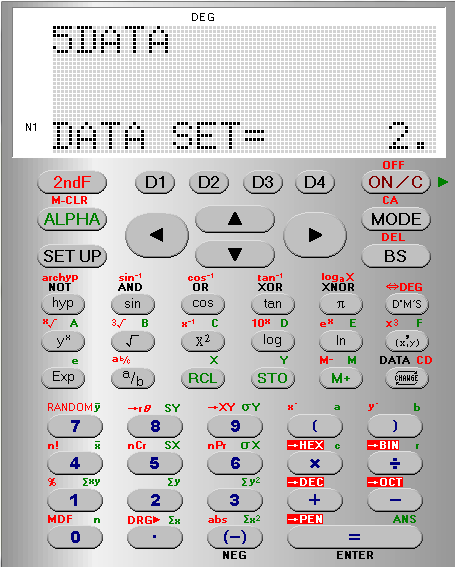 DEG
SDATA
N1 DATA SET= 2.
OFF
2ndF D1 D2 D3 D4 ON/C
M-CLR CA
ALPHA MODE
DEL
SET UP BS
archyp sin⁻¹ cos⁻¹ tan⁻¹ logₐX ⇔DEG
NOT AND OR XOR XNOR
hyp sin cos tan π D°M'S
ˣ√ A ³√ B x⁻¹ C 10ˣ D eˣ E x³ F
yˣ √ X² log ln (x,y)
e ab/c X Y M- M DATA CD
Exp a/b RCL STO M+ CHANGE
RANDOM ȳ →rθ SY →XY σY x' a y' b
7 8 9 ( )
n! x̄ nCr SX nPr σX →HEX c →BIN r
4 5 6 × ÷
% Σxy Σy Σy² →DEC →OCT
1 2 3 + −
MDF n DRG▶ Σx abs Σx² →PEN ANS
0 · (−) =
NEG ENTER